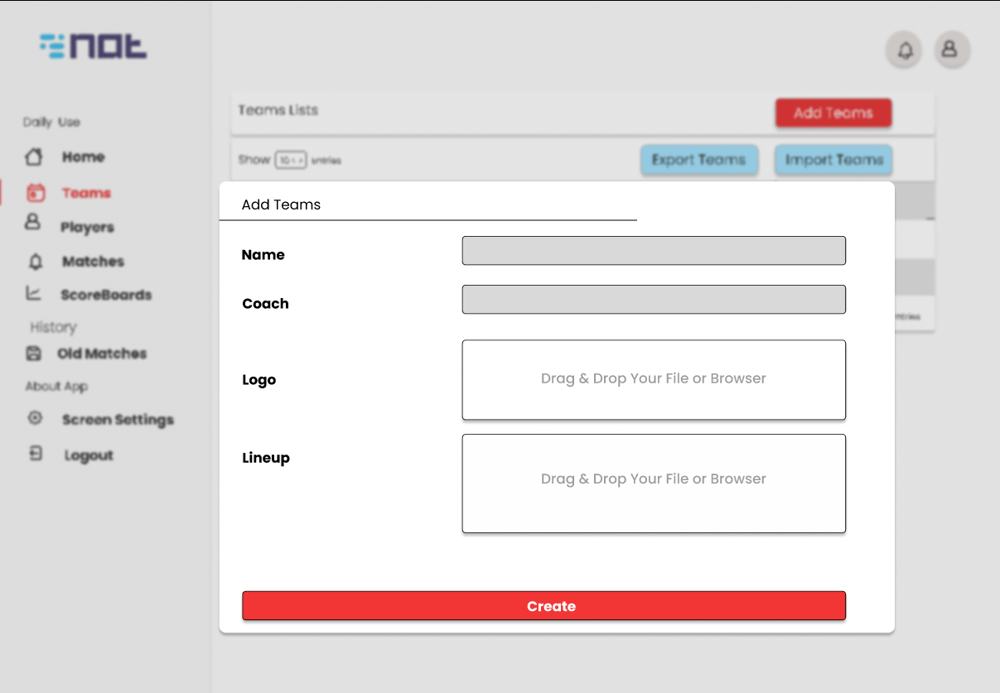 not
Daily Use
Home
Teams
Players
Matches
ScoreBoards
History
Old Matches
About App
Screen Settings
Logout
Teams Lists
Add Teams
Show 10 entries
Export Teams
Import Teams
Add Teams
Name
Coach
Logo
Drag & Drop Your File or Browser
Lineup
Drag & Drop Your File or Browser
Create